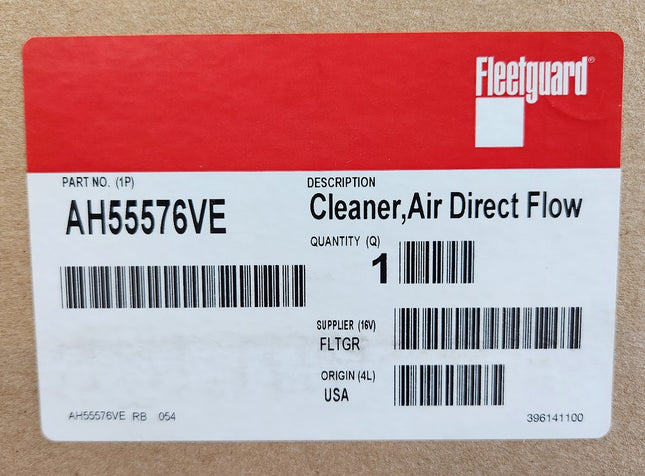 Fleetguard®
PART NO. (1P)
AH55576VE
DESCRIPTION
Cleaner,Air Direct Flow
QUANTITY (Q)
1
SUPPLIER (16V)
FLTGR
ORIGIN (4L)
USA
AH55576VE RB 054
396141100